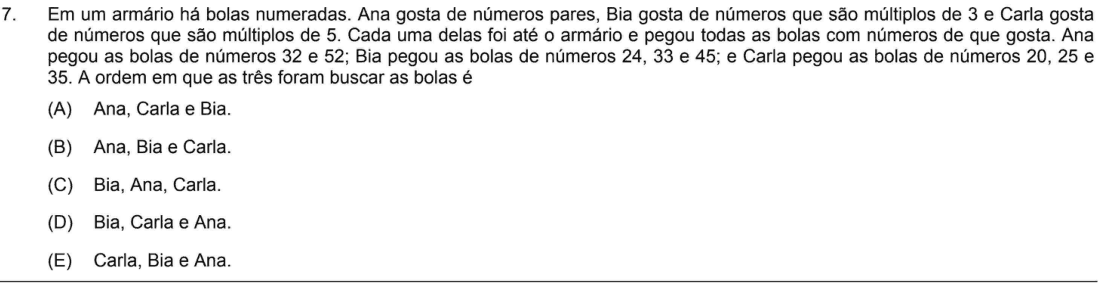 7. Em um armário há bolas numeradas. Ana gosta de números pares, Bia gosta de números que são múltiplos de 3 e Carla gosta
de números que são múltiplos de 5. Cada uma delas foi até o armário e pegou todas as bolas com números de que gosta. Ana
pegou as bolas de números 32 e 52; Bia pegou as bolas de números 24, 33 e 45; e Carla pegou as bolas de números 20, 25 e
35. A ordem em que as três foram buscar as bolas é
(A) Ana, Carla e Bia.
(B) Ana, Bia e Carla.
(C) Bia, Ana, Carla.
(D) Bia, Carla e Ana.
(E) Carla, Bia e Ana.